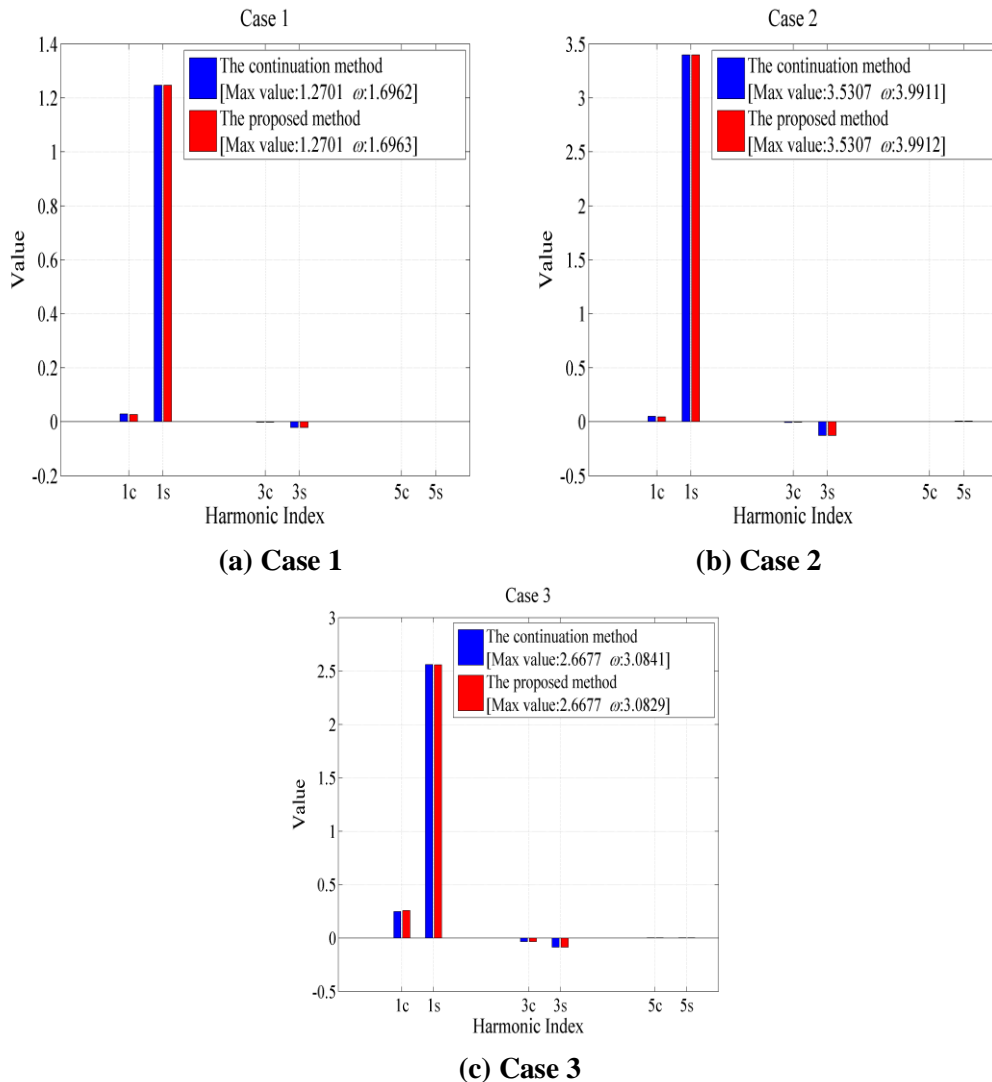 Case 1
1.4
1.2
1
0.8
0.6
0.4
0.2
0
-0.2
Value
The continuation method
[Max value:1.2701 ω:1.6962]
The proposed method
[Max value:1.2701 ω:1.6963]
1c 1s 3c 3s 5c 5s
Harmonic Index
(a) Case 1
Case 2
3.5
3
2.5
2
1.5
1
0.5
0
-0.5
Value
The continuation method
[Max value:3.5307 ω:3.9911]
The proposed method
[Max value:3.5307 ω:3.9912]
1c 1s 3c 3s 5c 5s
Harmonic Index
(b) Case 2
Case 3
3
2.5
2
1.5
1
0.5
0
-0.5
Value
The continuation method
[Max value:2.6677 ω:3.0841]
The proposed method
[Max value:2.6677 ω:3.0829]
1c 1s 3c 3s 5c 5s
Harmonic Index
(c) Case 3